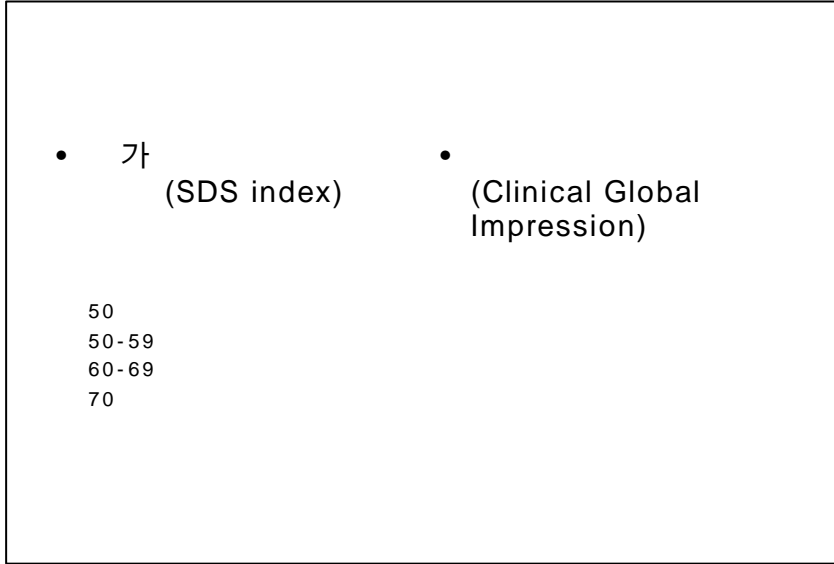 • 가
(SDS index)
50
50-59
60-69
70
•
(Clinical Global
Impression)